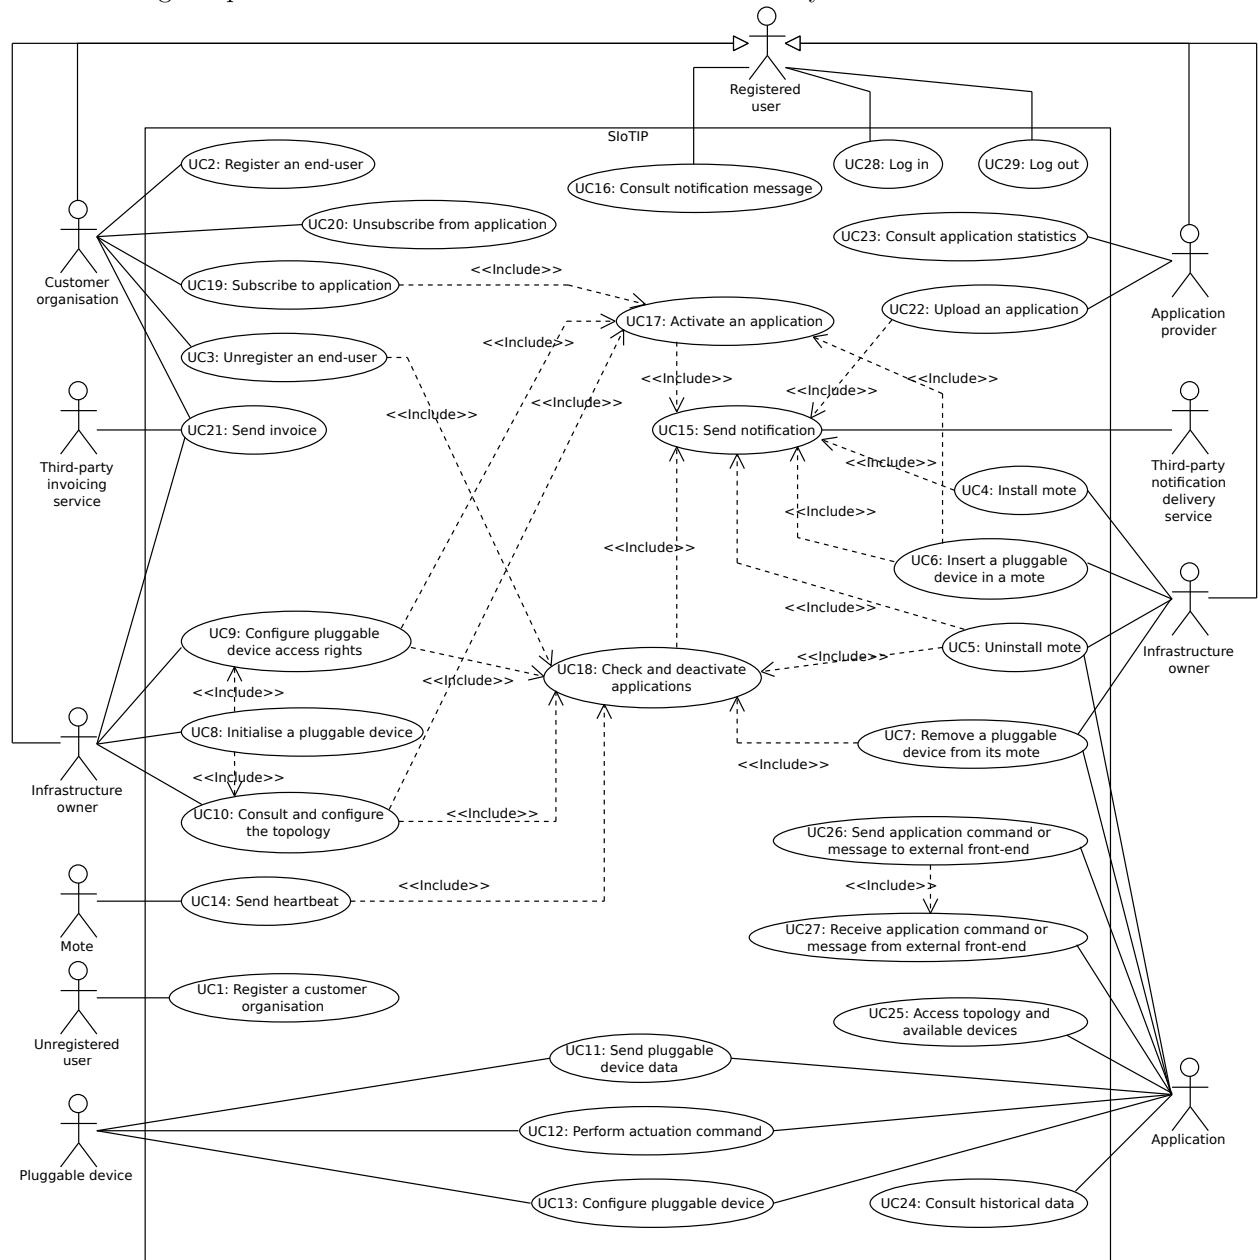 Registered
user
SIoTIP
UC2: Register an end-user
UC28: Log in
UC29: Log out
UC16: Consult notification message
UC20: Unsubscribe from application
UC23: Consult application statistics
Customer
organisation
<<Include>>
UC19: Subscribe to application
UC17: Activate an application
UC22: Upload an application
Application
provider
<<Include>>
UC3: Unregister an end-user
<<Include>>
<<Include>>
<<Include>>
<<Include>>
<<Include>>
UC21: Send invoice
UC15: Send notification
Third-party
invoicing
service
<<Include>>
Third-party
notification
delivery
service
UC4: Install mote
<<Include>>
<<Include>>
UC6: Insert a pluggable
device in a mote
<<Include>>
UC9: Configure pluggable
device access rights
UC5: Uninstall mote
Infrastructure
owner
<<Include>>
UC18: Check and deactivate
applications
<<Include>>
<<Include>>
UC8: Initialise a pluggable device
UC7: Remove a pluggable
device from its mote
<<Include>>
<<Include>>
Infrastructure
owner
UC10: Consult and configure
the topology
<<Include>>
UC26: Send application command or
message to external front-end
<<Include>>
<<Include>>
UC14: Send heartbeat
Mote
UC27: Receive application command or
message from external front-end
UC1: Register a customer
organisation
UC25: Access topology and
available devices
Unregistered
user
UC11: Send pluggable
device data
UC12: Perform actuation command
Application
Pluggable device
UC13: Configure pluggable device
UC24: Consult historical data